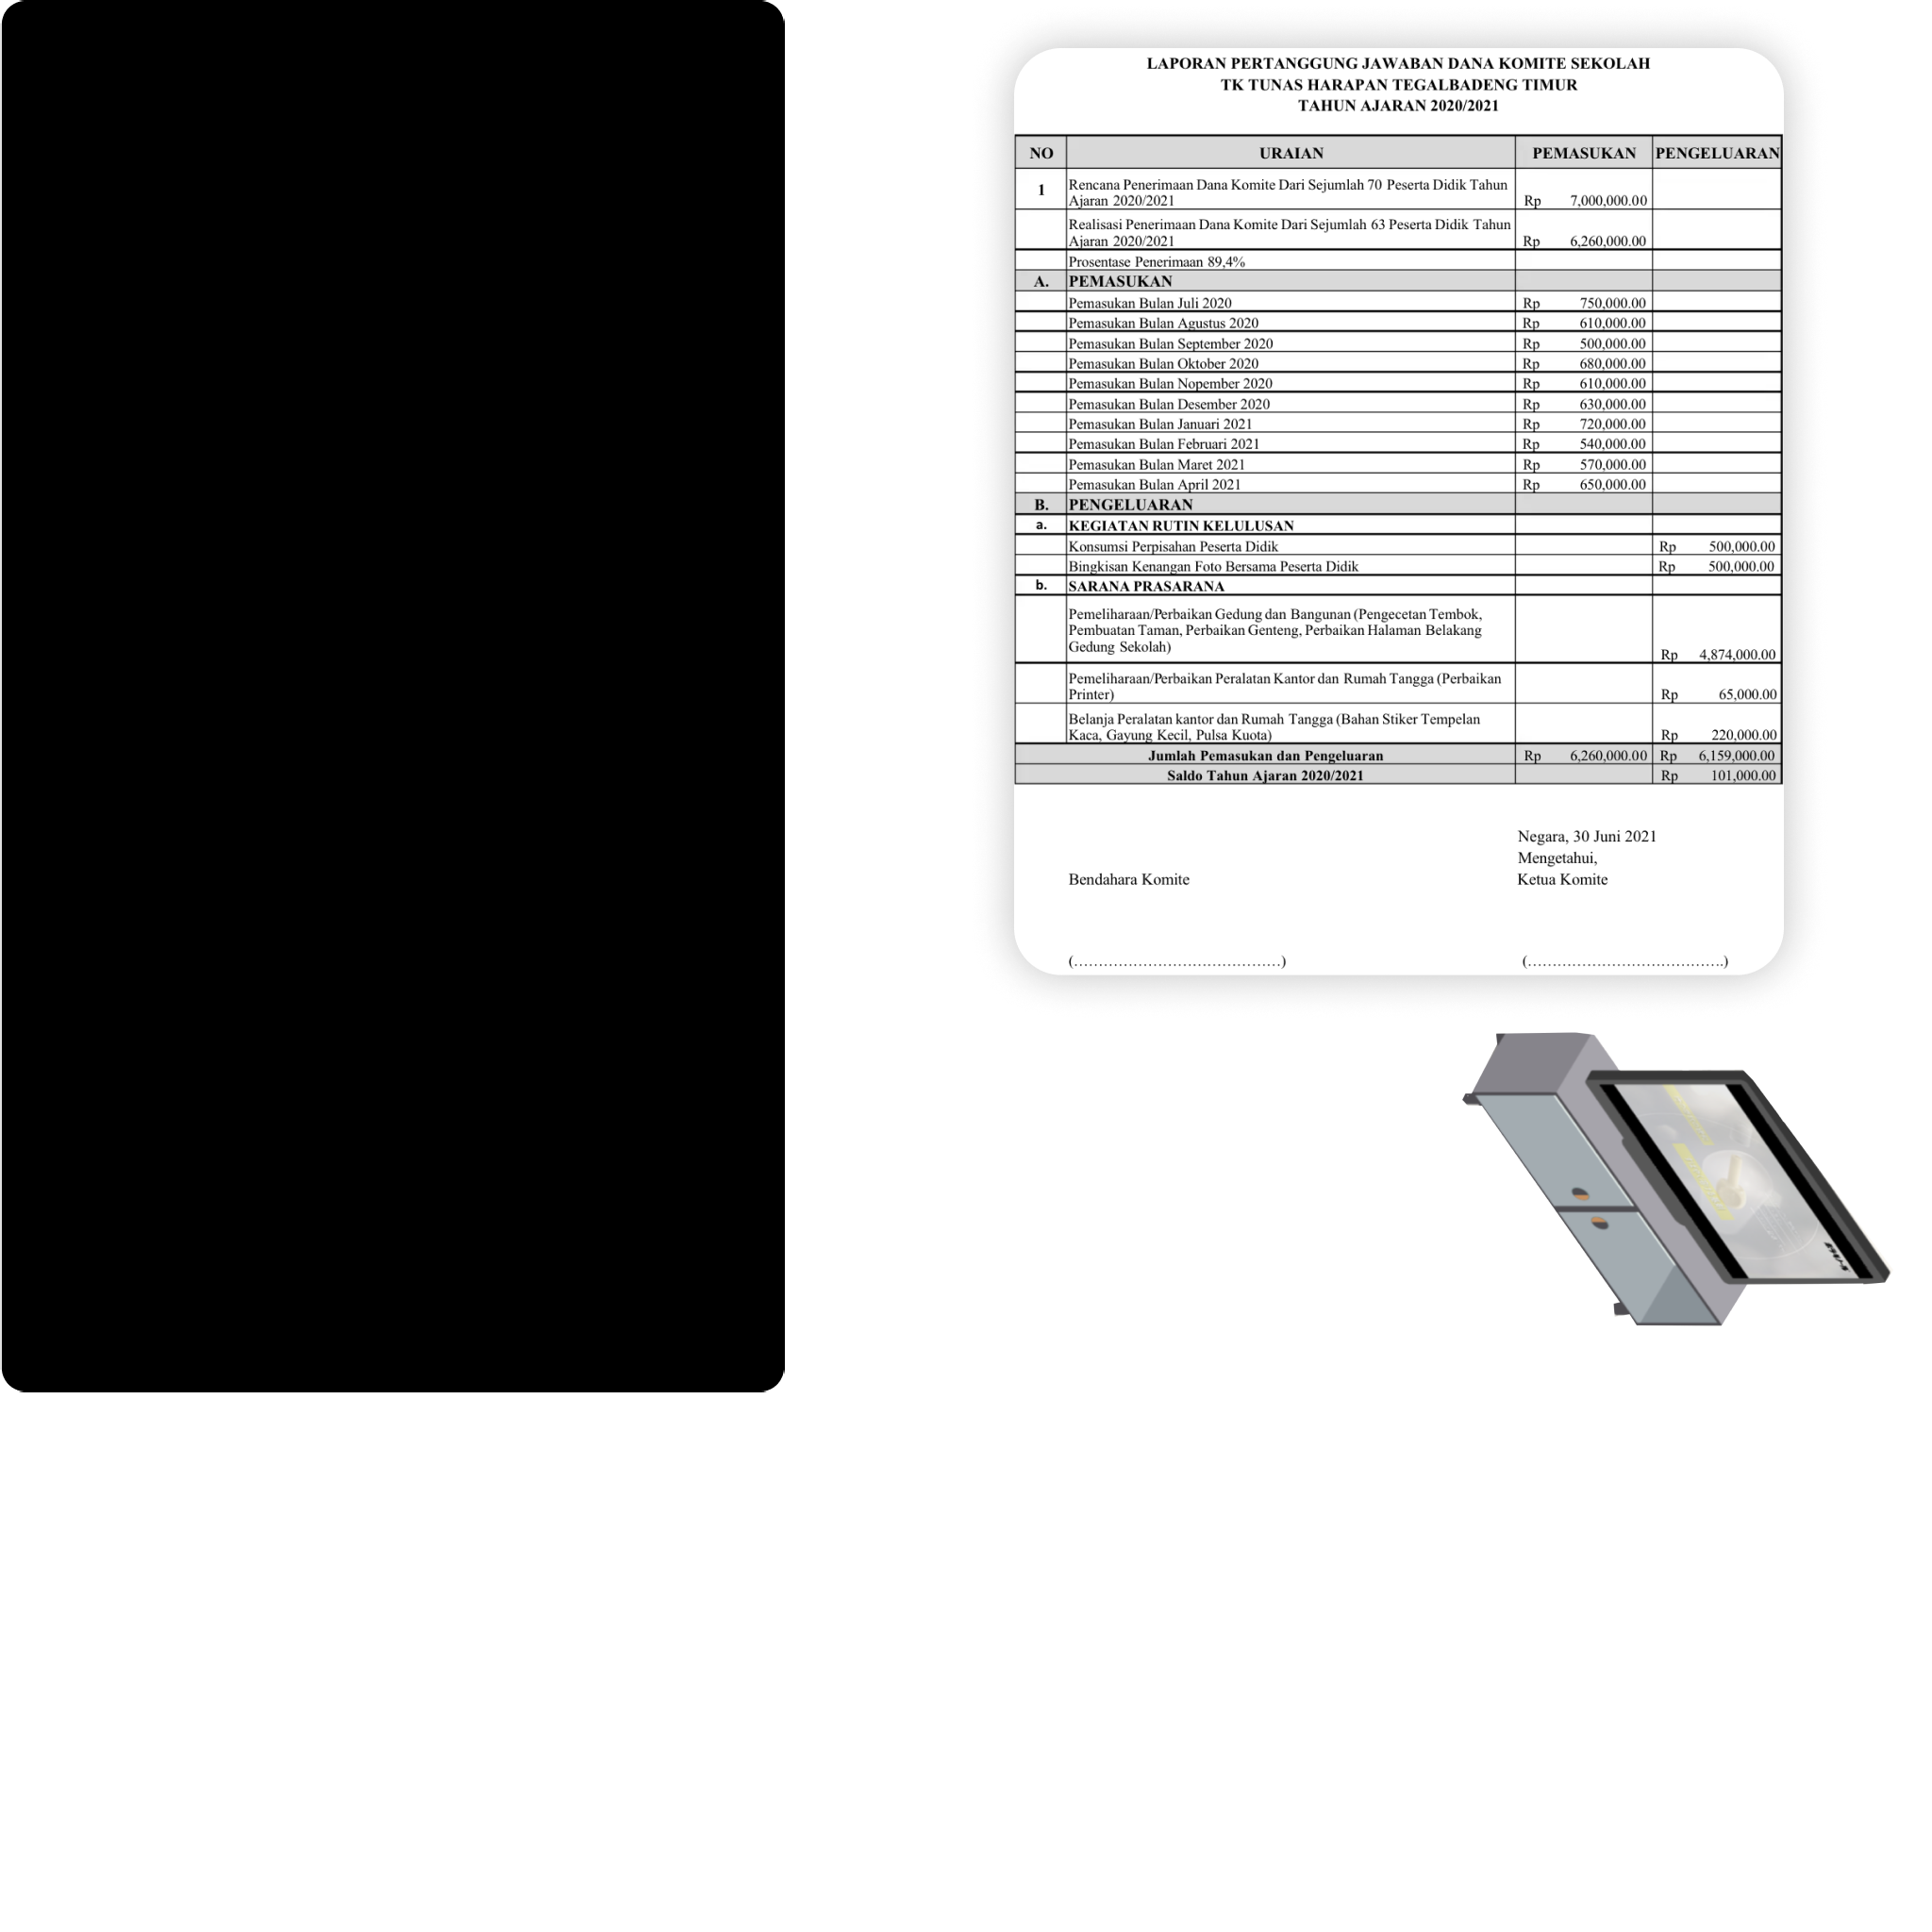 LAPORAN PERTANGGUNG JAWABAN DANA KOMITE SEKOLAH
TK TUNAS HARAPAN TEGALBADENG TIMUR
TAHUN AJARAN 2020/2021
NO URAIAN PEMASUKAN PENGELUARAN
1 Rencana Penerimaan Dana Komite Dari Sejumlah 70 Peserta Didik Tahun
Ajaran 2020/2021 Rp 7,000,000.00
Realisasi Penerimaan Dana Komite Dari Sejumlah 63 Peserta Didik Tahun
Ajaran 2020/2021 Rp 6,260,000.00
Prosentase Penerimaan 89,4%
A. PEMASUKAN
Pemasukan Bulan Juli 2020 Rp 750,000.00
Pemasukan Bulan Agustus 2020 Rp 610,000.00
Pemasukan Bulan September 2020 Rp 500,000.00
Pemasukan Bulan Oktober 2020 Rp 680,000.00
Pemasukan Bulan Nopember 2020 Rp 610,000.00
Pemasukan Bulan Desember 2020 Rp 630,000.00
Pemasukan Bulan Januari 2021 Rp 720,000.00
Pemasukan Bulan Februari 2021 Rp 540,000.00
Pemasukan Bulan Maret 2021 Rp 570,000.00
Pemasukan Bulan April 2021 Rp 650,000.00
B. PENGELUARAN
a. KEGIATAN RUTIN KELULUSAN
Konsumsi Perpisahan Peserta Didik Rp 500,000.00
Bingkisan Kenangan Foto Bersama Peserta Didik Rp 500,000.00
b. SARANA PRASARANA
Pemeliharaan/Perbaikan Gedung dan Bangunan (Pengecetan Tembok,
Pembuatan Taman, Perbaikan Genteng, Perbaikan Halaman Belakang
Gedung Sekolah) Rp 4,874,000.00
Pemeliharaan/Perbaikan Peralatan Kantor dan Rumah Tangga (Perbaikan
Printer) Rp 65,000.00
Belanja Peralatan kantor dan Rumah Tangga (Bahan Stiker Tempelan
Kaca, Gayung Kecil, Pulsa Kuota) Rp 220,000.00
Jumlah Pemasukan dan Pengeluaran Rp 6,260,000.00 Rp 6,159,000.00
Saldo Tahun Ajaran 2020/2021 Rp 101,000.00
Negara, 30 Juni 2021
Mengetahui,
Bendahara Komite Ketua Komite
(……………………………………) (………………………………….)